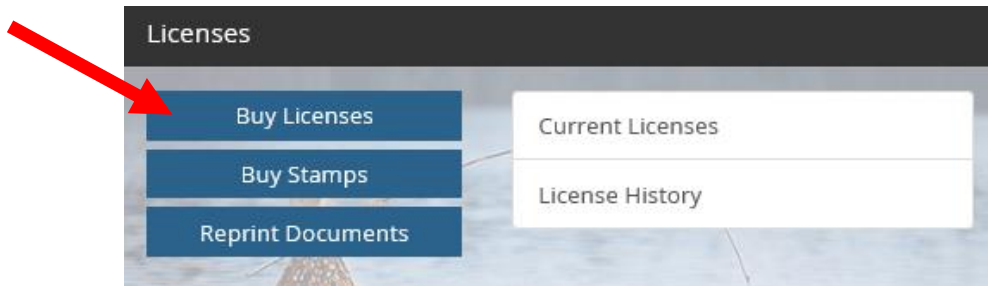 Licenses
Buy Licenses
Buy Stamps
Reprint Documents
Current Licenses
License History